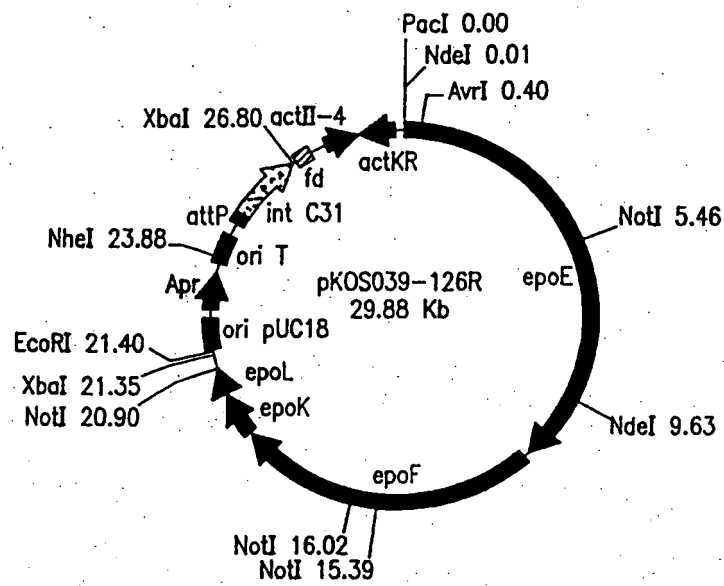 PacI 0.00
NdeI 0.01
AvrI 0.40
XbaI 26.80
actII-4
actKR
fd
attP
int C31
NotI 5.46
NheI 23.88
ori T
epoE
pKOS039-126R
29.88 Kb
Apr
ori pUC18
EcoRI 21.40
epoL
XbaI 21.35
epoK
NotI 20.90
NdeI 9.63
epoF
NotI 16.02
NotI 15.39